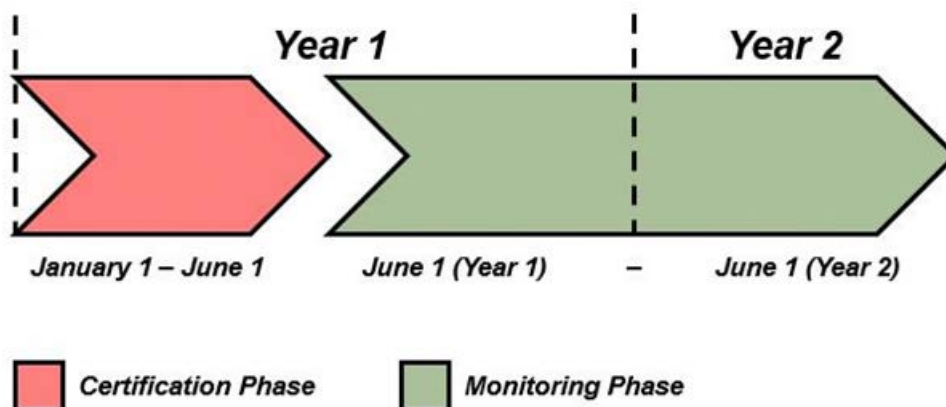 Year 1 Year 2
January 1 – June 1 June 1 (Year 1) – June 1 (Year 2)
Certification Phase Monitoring Phase